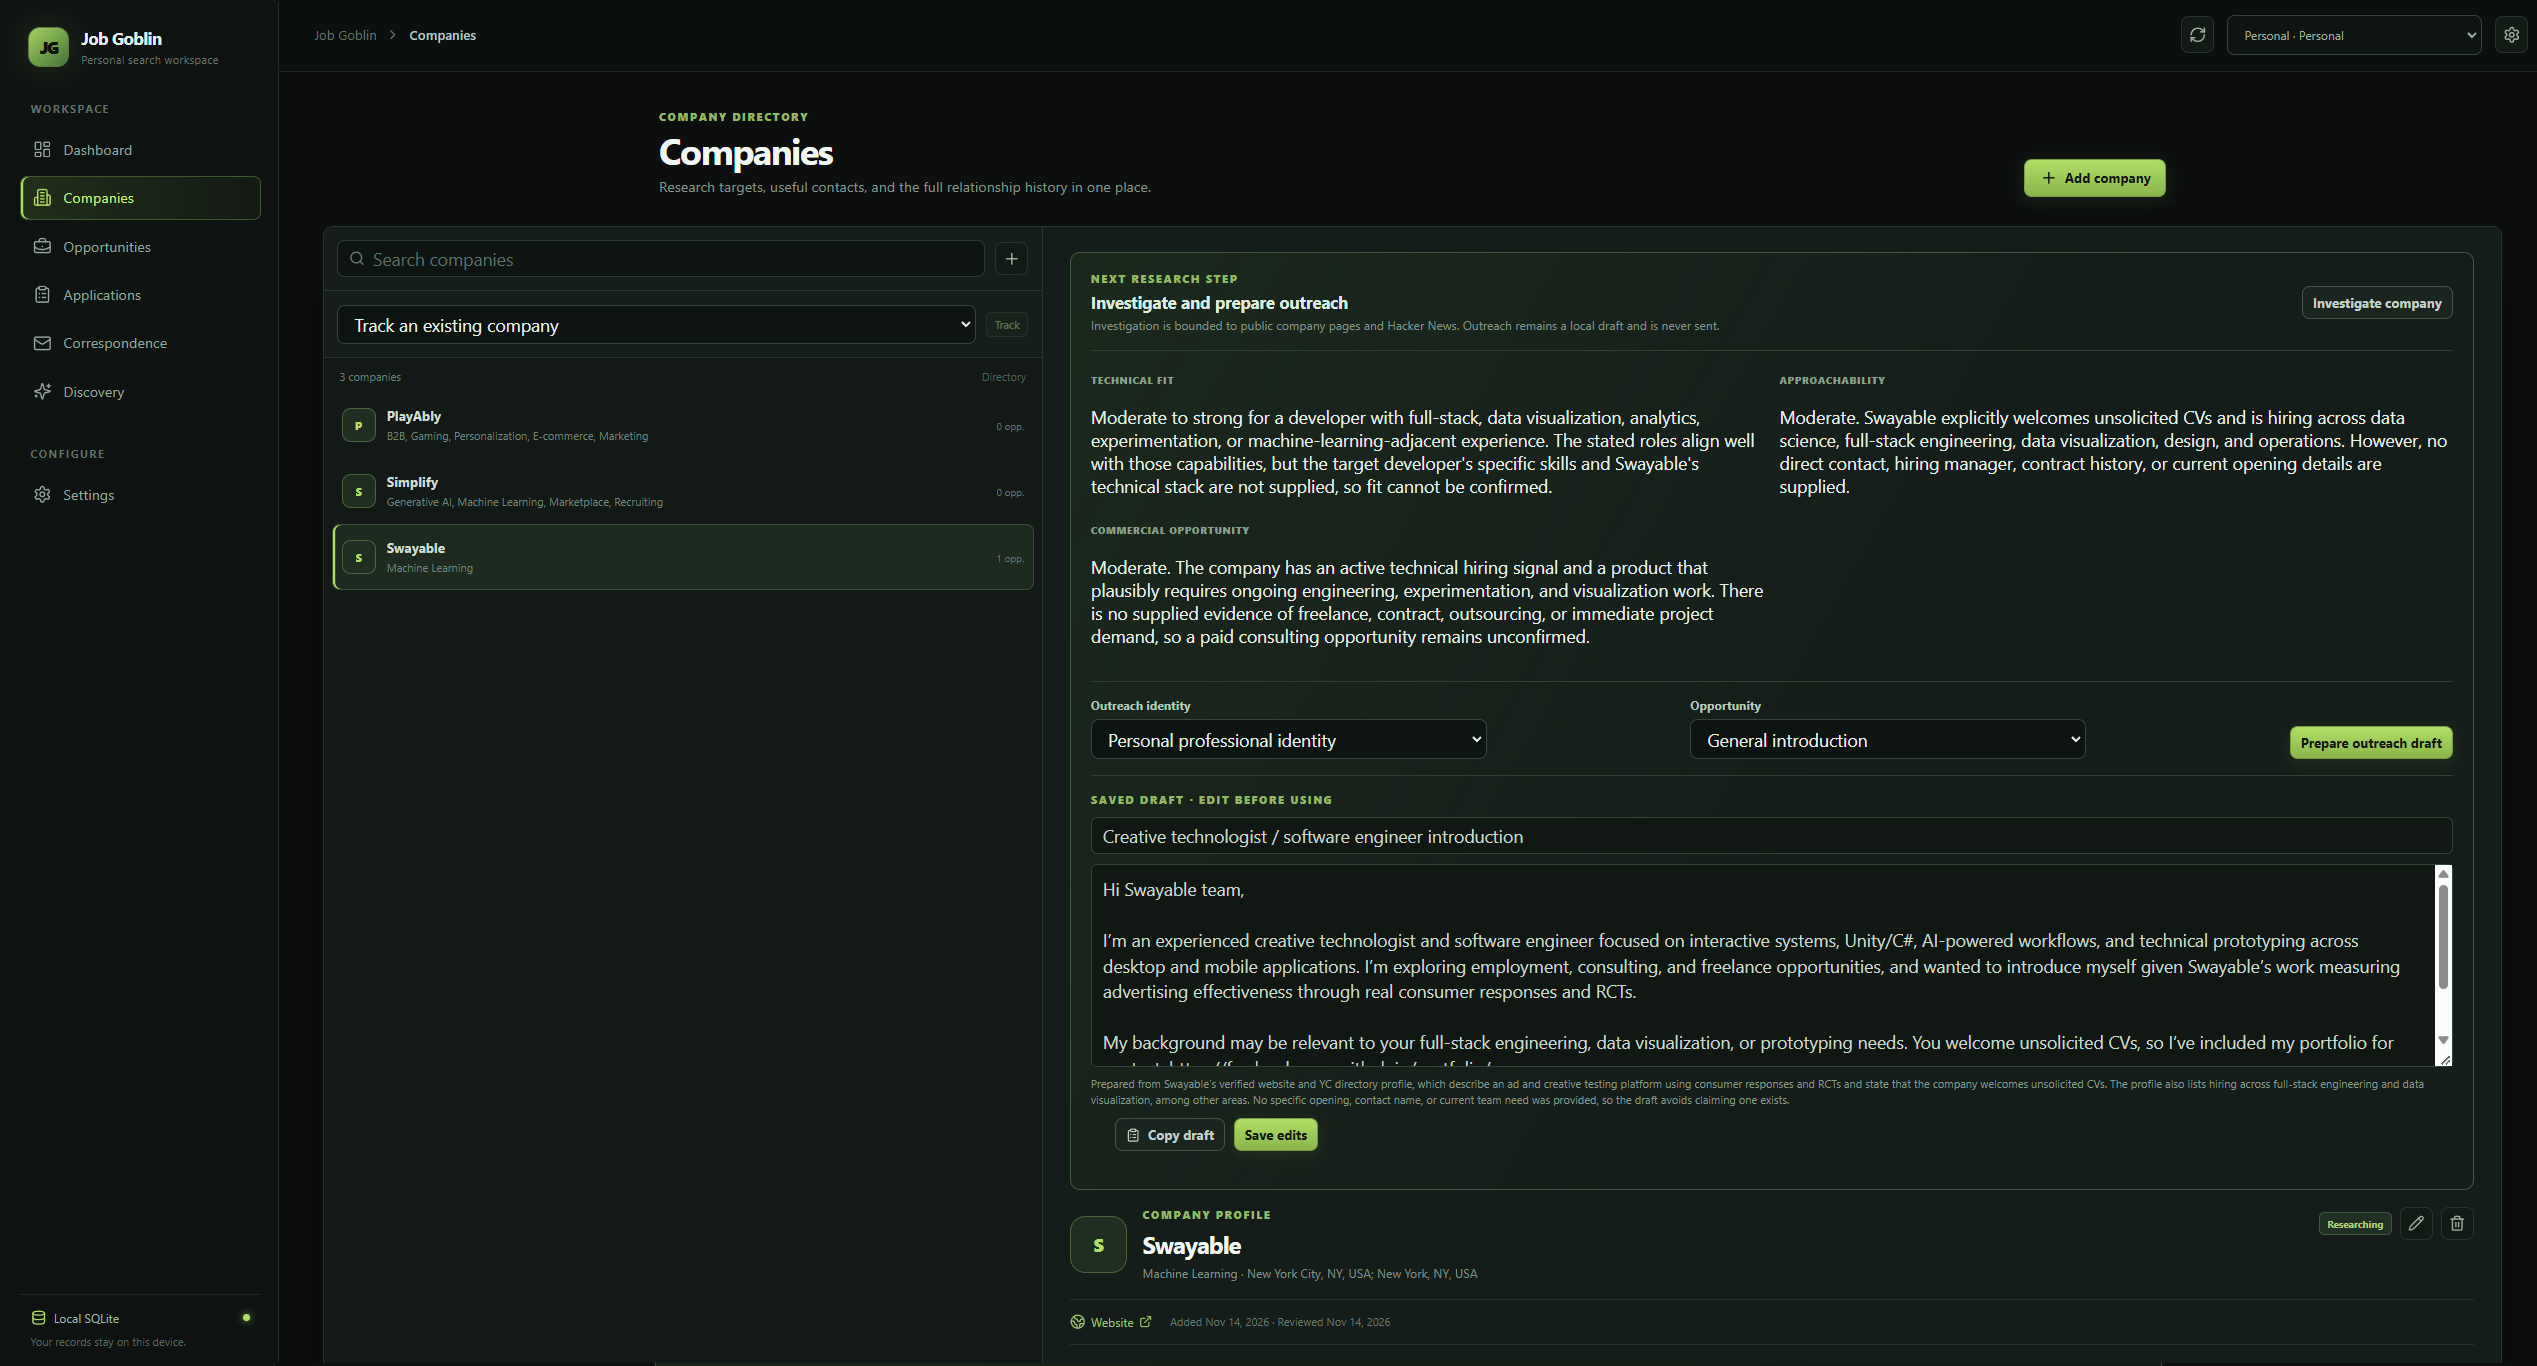 JG
Job Goblin
Personal search workspace
WORKSPACE
Dashboard
Companies
Opportunities
Applications
Correspondence
Discovery
CONFIGURE
Settings
Local SQLite
Your records stay on this device.
Job Goblin > Companies
Personal · Personal
COMPANY DIRECTORY
Companies
Research targets, useful contacts, and the full relationship history in one place.
+ Add company
Search companies
Track an existing company
Track
3 companies
Directory
P
PlayAbly
B2B, Gaming, Personalization, E-commerce, Marketing
0 opp.
S
Simplify
Generative AI, Machine Learning, Marketplace, Recruiting
0 opp.
S
Swayable
Machine Learning
1 opp.
NEXT RESEARCH STEP
Investigate and prepare outreach
Investigation is bounded to public company pages and Hacker News. Outreach remains a local draft and is never sent.
Investigate company
TECHNICAL FIT
Moderate to strong for a developer with full-stack, data visualization, analytics,
experimentation, or machine-learning-adjacent experience. The stated roles align well
with those capabilities, but the target developer's specific skills and Swayable's
technical stack are not supplied, so fit cannot be confirmed.
APPROACHABILITY
Moderate. Swayable explicitly welcomes unsolicited CVs and is hiring across data
science, full-stack engineering, data visualization, design, and operations. However, no
direct contact, hiring manager, contract history, or current opening details are
supplied.
COMMERCIAL OPPORTUNITY
Moderate. The company has an active technical hiring signal and a product that
plausibly requires ongoing engineering, experimentation, and visualization work. There
is no supplied evidence of freelance, contract, outsourcing, or immediate project
demand, so a paid consulting opportunity remains unconfirmed.
Outreach identity
Personal professional identity
Opportunity
General introduction
Prepare outreach draft
SAVED DRAFT · EDIT BEFORE USING
Creative technologist / software engineer introduction
Hi Swayable team,
I’m an experienced creative technologist and software engineer focused on interactive systems, Unity/C#, AI-powered workflows, and technical prototyping across
desktop and mobile applications. I’m exploring employment, consulting, and freelance opportunities, and wanted to introduce myself given Swayable’s work measuring
advertising effectiveness through real consumer responses and RCTs.
My background may be relevant to your full-stack engineering, data visualization, or prototyping needs. You welcome unsolicited CVs, so I’ve included my portfolio for
Prepared from Swayable’s verified website and YC directory profile, which describe an ad and creative testing platform using consumer responses and RCTs and state that the company welcomes unsolicited CVs. The profile also lists hiring across full-stack engineering and data
visualization, among other areas. No specific opening, contact name, or current team need was provided, so the draft avoids claiming one exists.
Copy draft
Save edits
S
COMPANY PROFILE
Swayable
Machine Learning · New York City, NY, USA; New York, NY, USA
Researching
Website
Added Nov 14, 2026 · Reviewed Nov 14, 2026